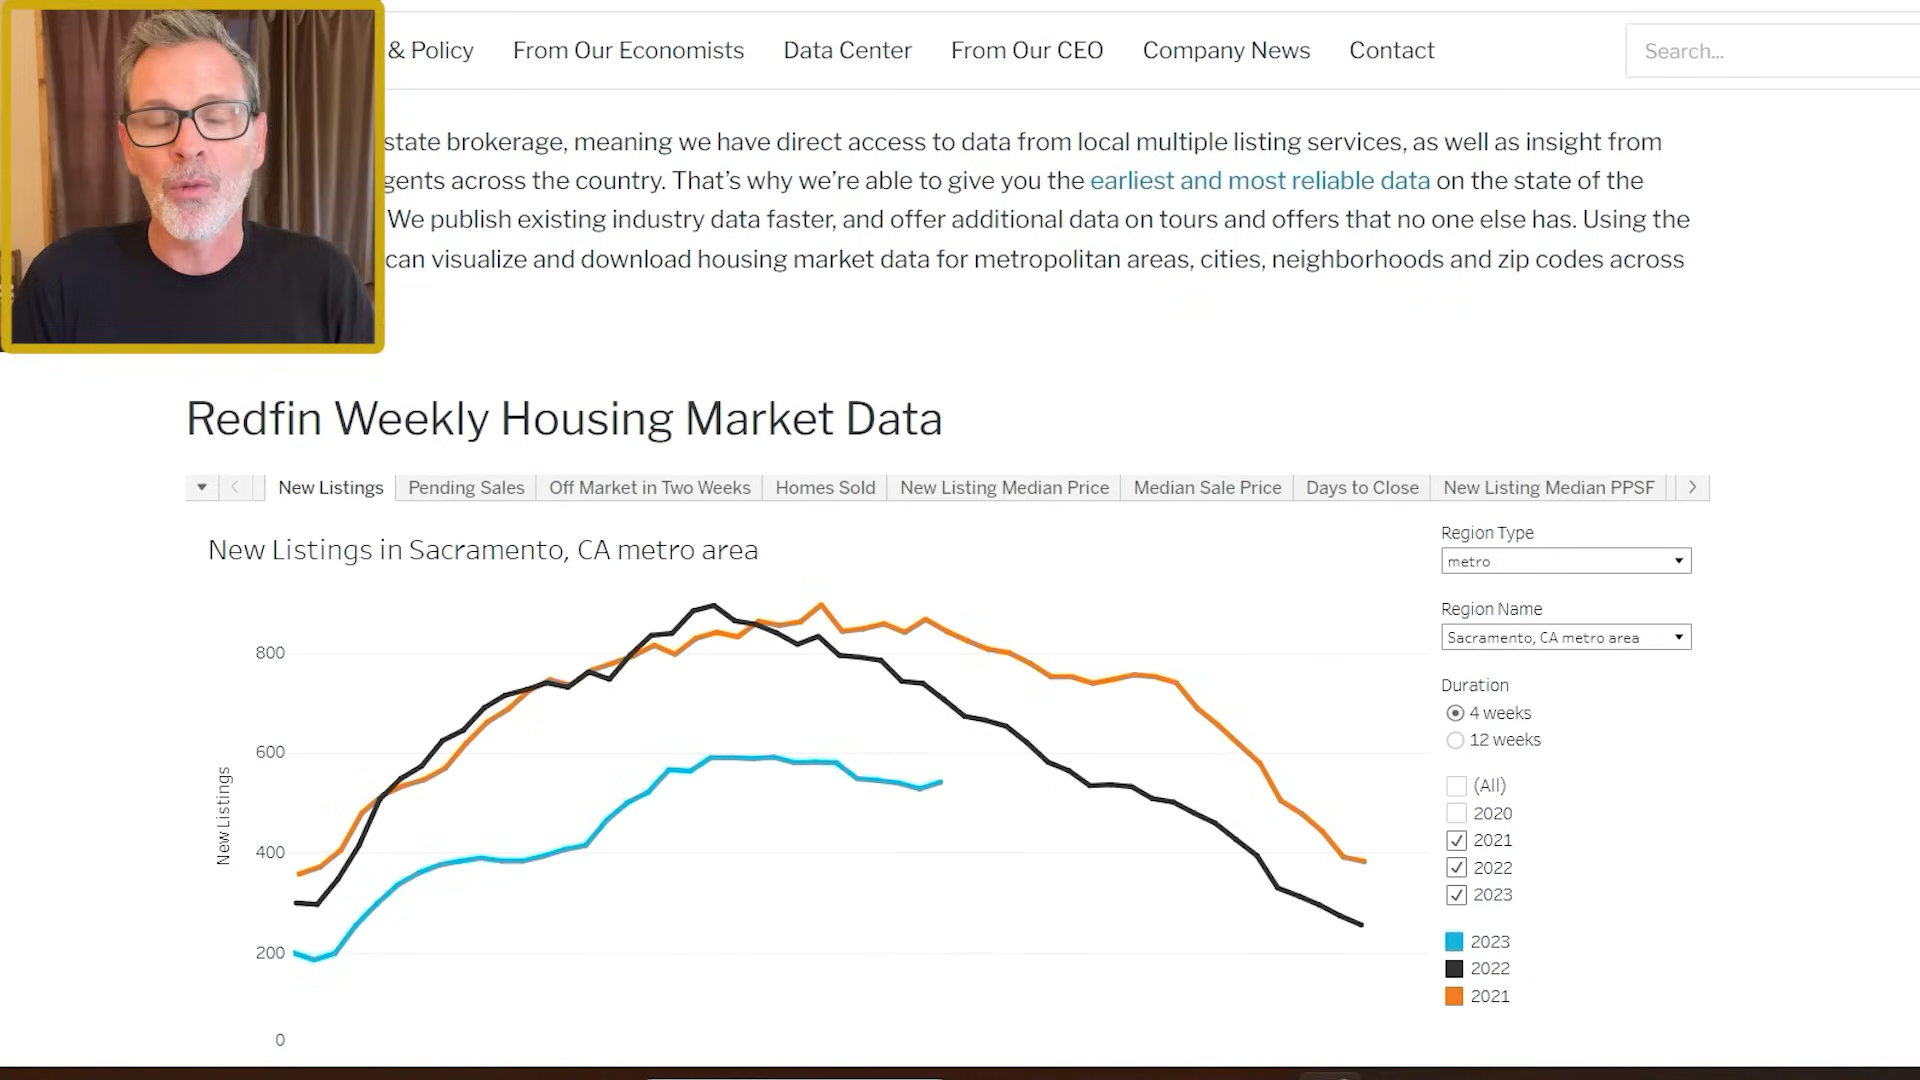 & Policy From Our Economists Data Center From Our CEO Company News Contact Search...
state brokerage, meaning we have direct access to data from local multiple listing services, as well as insight from
gents across the country. That's why we're able to give you the earliest and most reliable data on the state of the
We publish existing industry data faster, and offer additional data on tours and offers that no one else has. Using the
can visualize and download housing market data for metropolitan areas, cities, neighborhoods and zip codes across
Redfin Weekly Housing Market Data
New Listings Pending Sales Off Market in Two Weeks Homes Sold New Listing Median Price Median Sale Price Days to Close New Listing Median PPSF
New Listings in Sacramento, CA metro area
800
600
400
200
0
New Listings
Region Type
metro
Region Name
Sacramento, CA metro area
Duration
4 weeks
12 weeks
(All)
2020
2021
2022
2023
2023
2022
2021